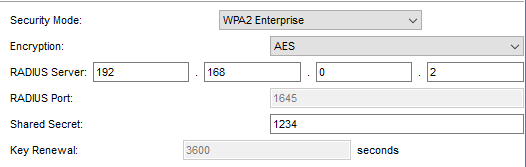 Security Mode: WPA2 Enterprise
Encryption: AES
RADIUS Server: 192 . 168 . 0 . 2
RADIUS Port: 1645
Shared Secret: 1234
Key Renewal: 3600 seconds